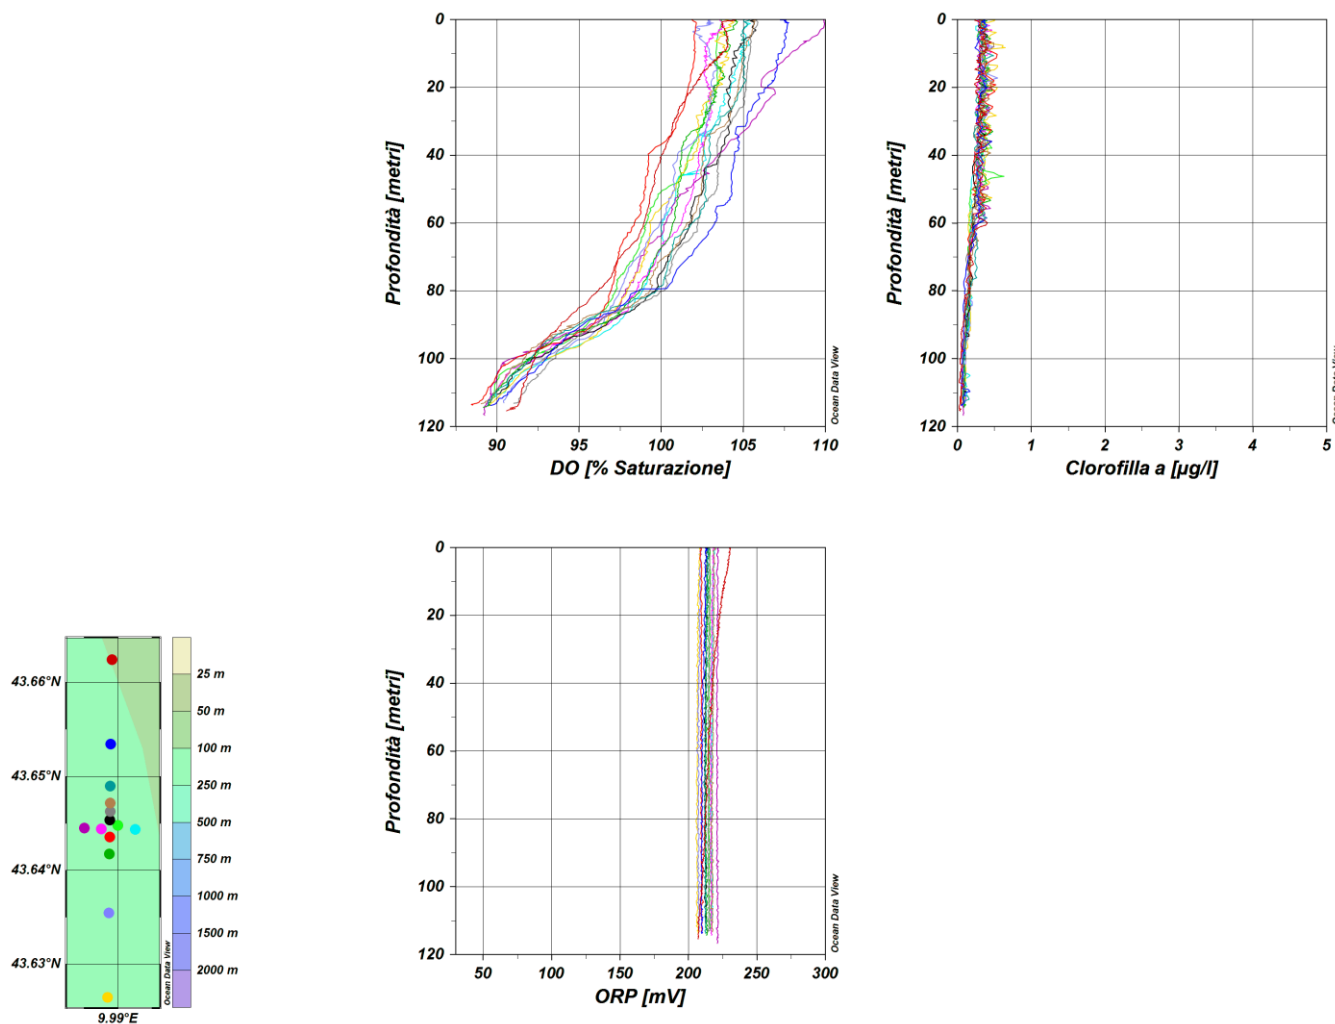 0
20
40
60
80
100
120
Profondità [metri]
90
95
100
105
110
DO [% Saturazione]
Ocean Data View
0
20
40
60
80
100
120
Profondità [metri]
0
1
2
3
4
5
Clorofilla a [µg/l]
Ocean Data View
0
20
40
60
80
100
120
Profondità [metri]
50
100
150
200
250
300
ORP [mV]
Ocean Data View
43.66°N
43.65°N
43.64°N
43.63°N
9.99°E
Ocean Data View
25 m
50 m
100 m
250 m
500 m
750 m
1000 m
1500 m
2000 m